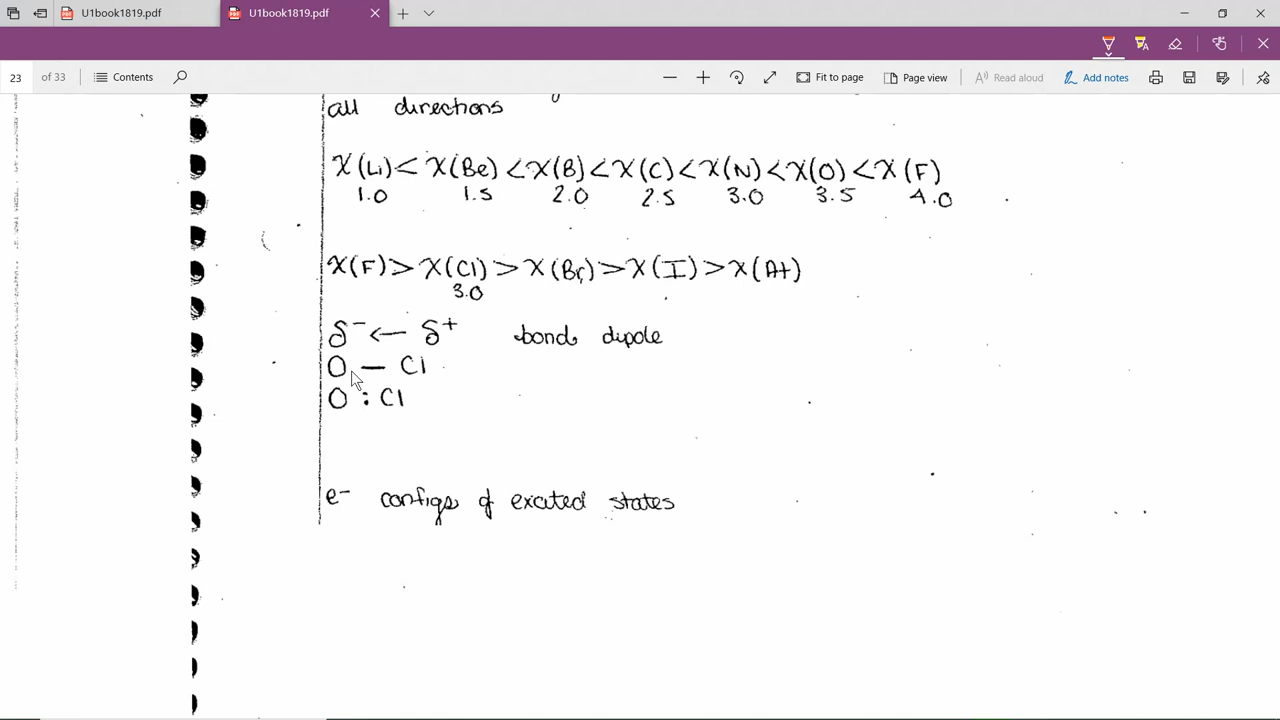 U1book1819.pdf U1book1819.pdf
23 of 33 Contents Fit to page Page view Read aloud Add notes
all directions
χ(Li) < χ(Be) < χ(B) < χ(C) < χ(N) < χ(O) < χ(F)
1.0 1.5 2.0 2.5 3.0 3.5 4.0
χ(F) > χ(Cl) > χ(Br) > χ(I) > χ(At)
3.0
δ⁻ ← δ⁺ bond dipole
O — Cl
O : Cl
e⁻ configs of excited states